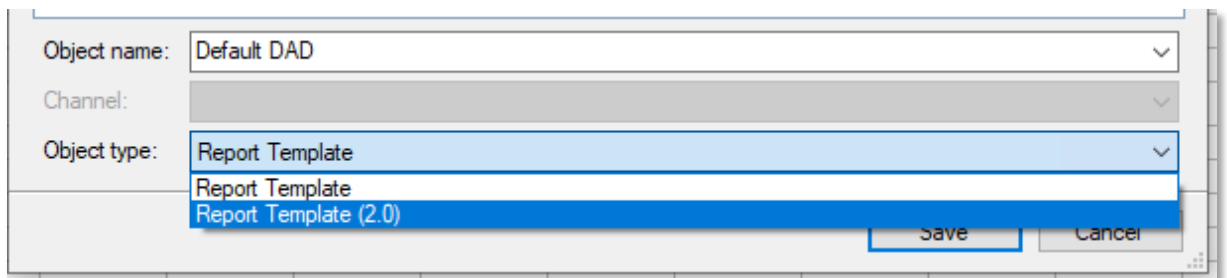 Object name: Default DAD
Channel:
Object type: Report Template
Report Template
Report Template (2.0)
Save Cancel